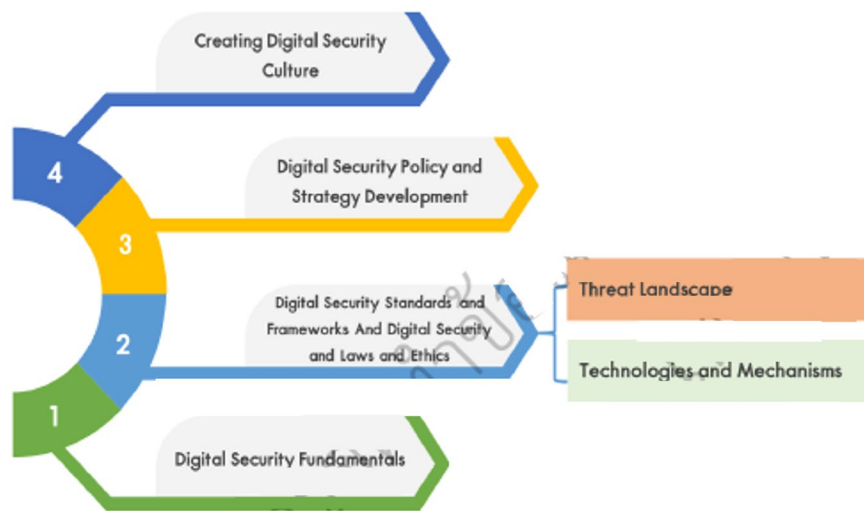 Creating Digital Security
Culture
4
Digital Security Policy and
Strategy Development
3
Digital Security Standards and
Frameworks And Digital Security
and Laws and Ethics
2
Threat Landscape
Technologies and Mechanisms
1
Digital Security Fundamentals